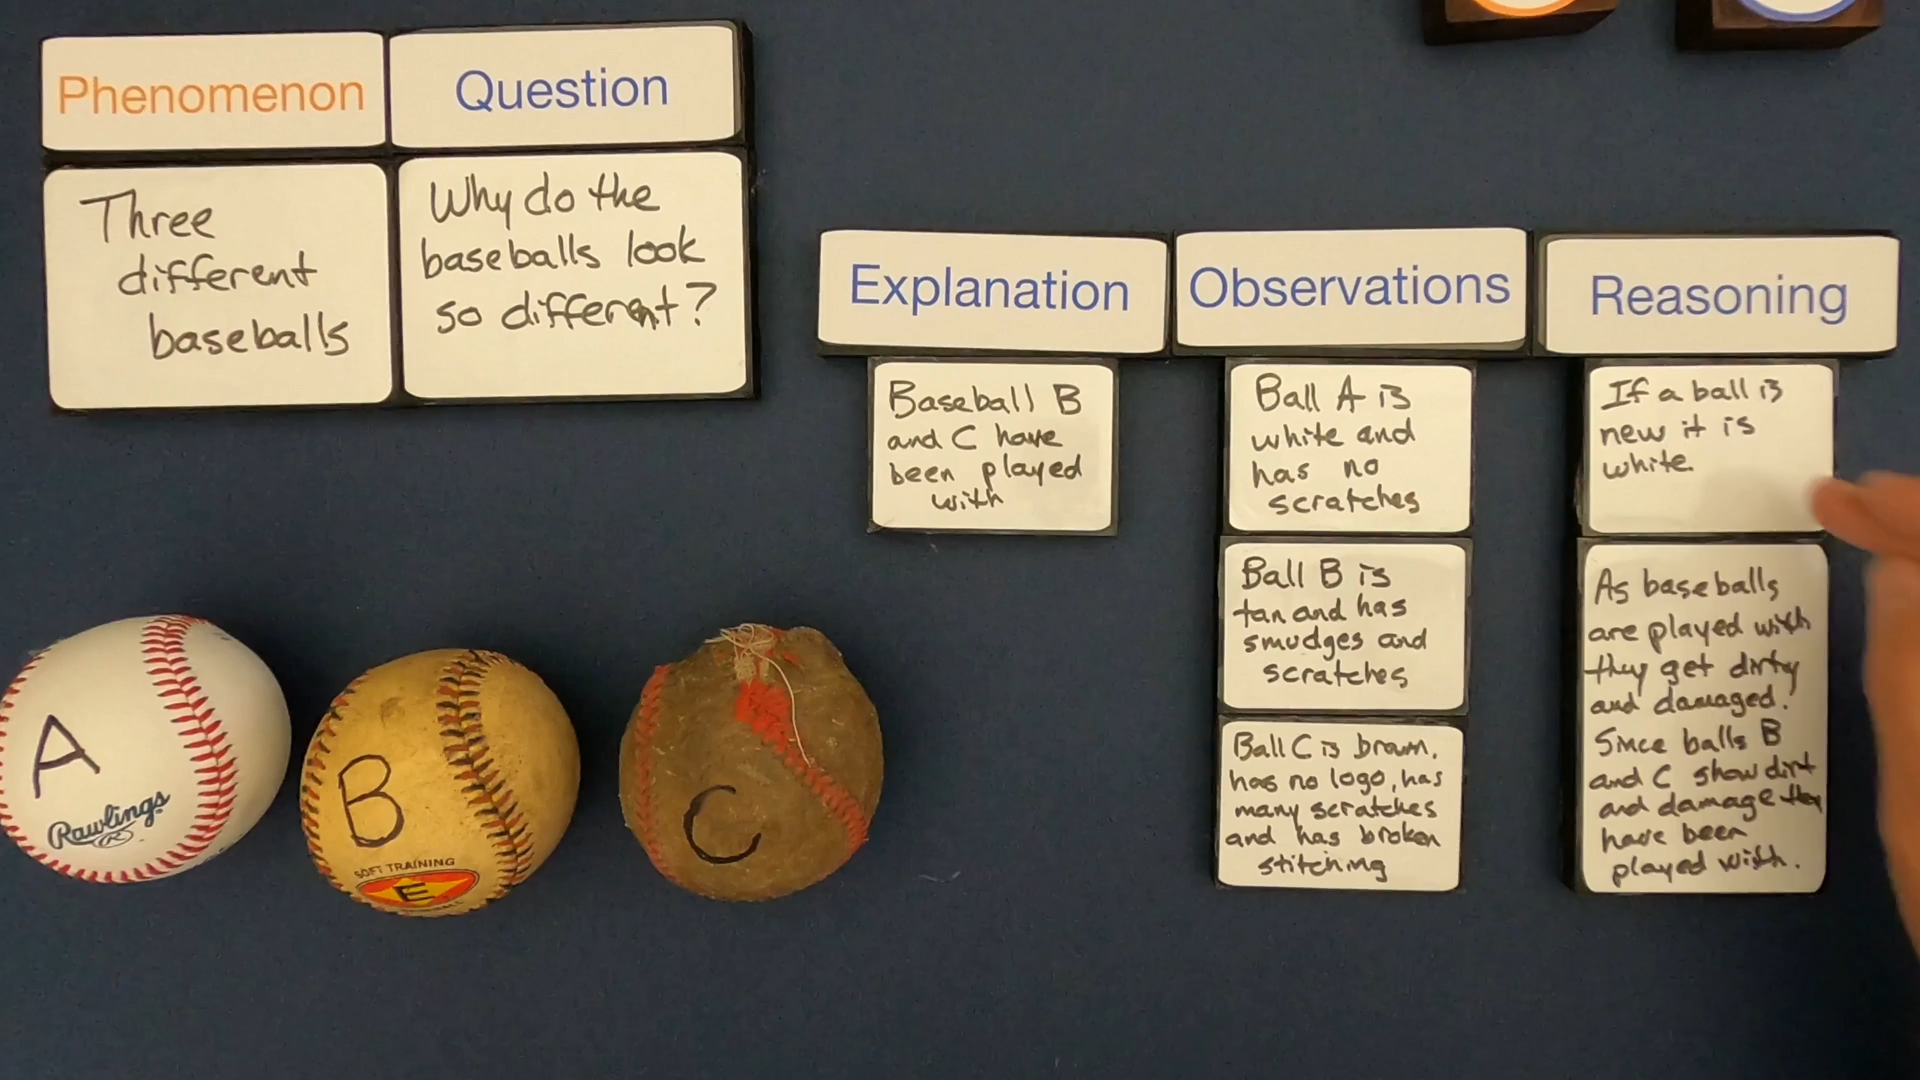 Phenomenon
Question
Three
different
baseballs
Why do the
baseballs look
so different?
Explanation
Observations
Reasoning
Baseball B
and C have
been played
with
Ball A is
white and
has no
scratches
Ball B is
tan and has
smudges and
scratches
Ball C is brown,
has no logo, has
many scratches
and has broken
stitching
If a ball is
new it is
white.
As baseballs
are played with
they get dirty
and damaged.
Since balls B
and C show dirt
and damage they
have been
played with.
A
Rawlings
®
B
SOFT TRAINING
E
C